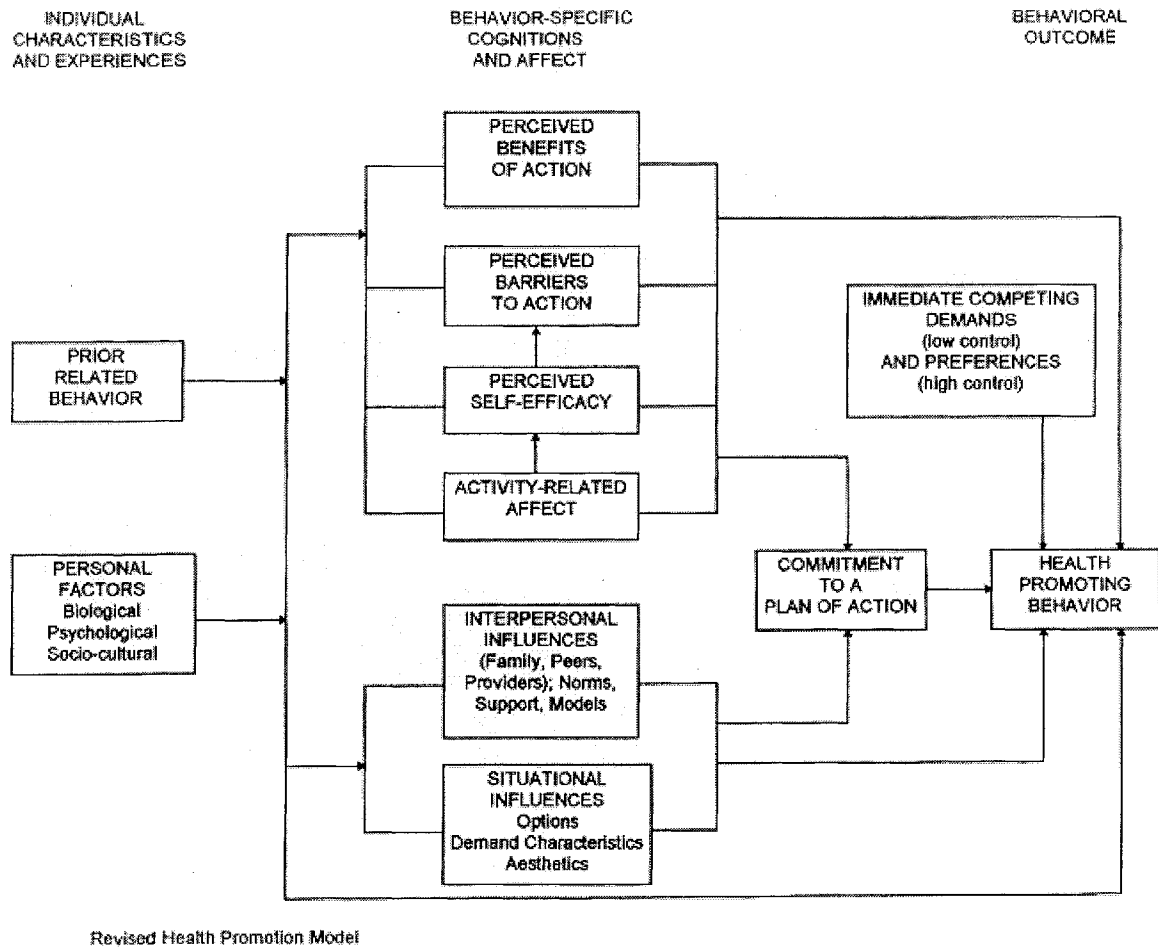 INDIVIDUAL
CHARACTERISTICS
AND EXPERIENCES
BEHAVIOR-SPECIFIC
COGNITIONS
AND AFFECT
BEHAVIORAL
OUTCOME
PERCEIVED
BENEFITS
OF ACTION
PERCEIVED
BARRIERS
TO ACTION
IMMEDIATE COMPETING
DEMANDS
(low control)
AND PREFERENCES
(high control)
PRIOR
RELATED
BEHAVIOR
PERCEIVED
SELF-EFFICACY
ACTIVITY-RELATED
AFFECT
PERSONAL
FACTORS
Biological
Psychological
Socio-cultural
COMMITMENT
TO A
PLAN OF ACTION
HEALTH
PROMOTING
BEHAVIOR
INTERPERSONAL
INFLUENCES
(Family, Peers,
Providers); Norms,
Support, Models
SITUATIONAL
INFLUENCES
Options
Demand Characteristics
Aesthetics
Revised Health Promotion Model